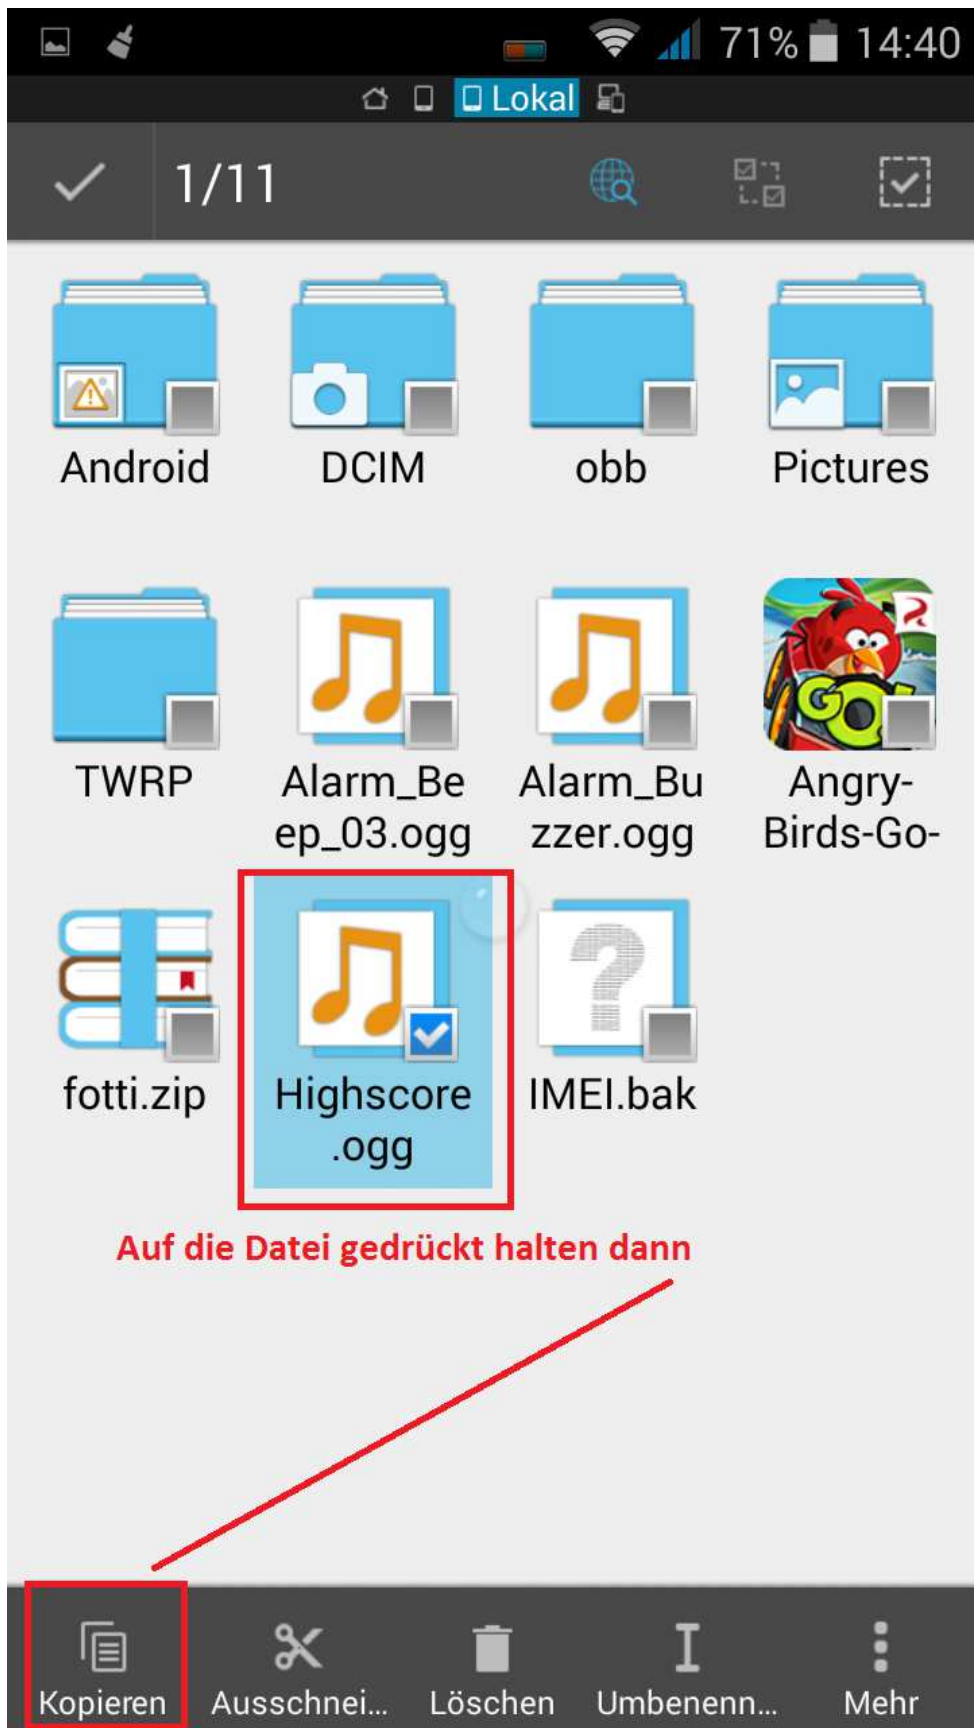 71% 14:40
Lokal
1/11
Android DCIM obb Pictures
TWRP Alarm_Be Alarm_Bu Angry-
ep_03.ogg zzer.ogg Birds-Go-
GO!
fotti.zip Highscore IMEI.bak
.ogg
Auf die Datei gedrückt halten dann
Kopieren Ausschnei... Löschen Umbenenn... Mehr